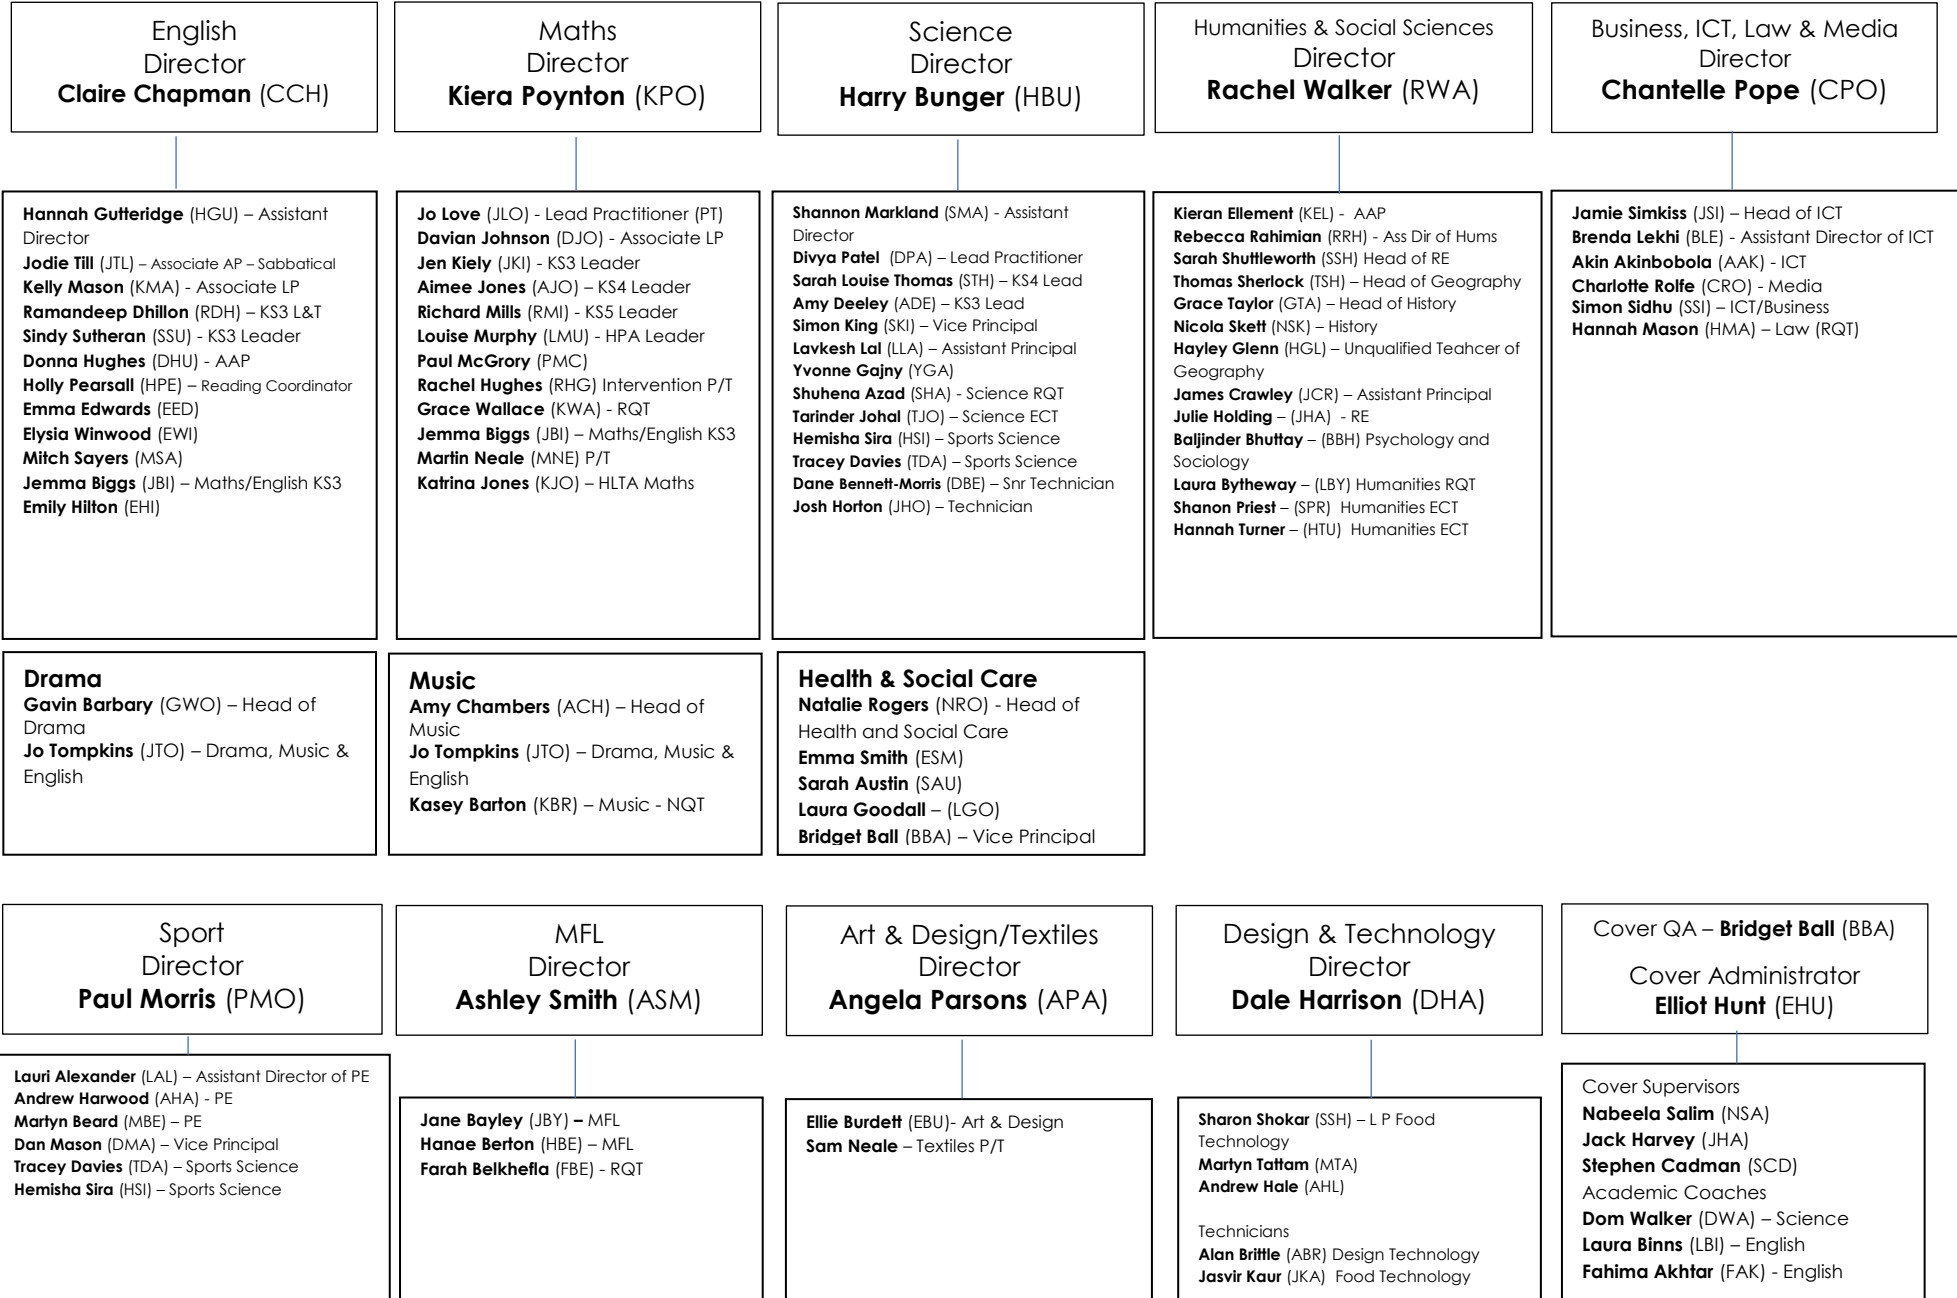 English
Director
Claire Chapman (CCH)
Maths
Director
Kiera Poynton (KPO)
Science
Director
Harry Bunger (HBU)
Humanities & Social Sciences
Director
Rachel Walker (RWA)
Business, ICT, Law & Media
Director
Chantelle Pope (CPO)
Hannah Gutteridge (HGU) – Assistant
Director
Jodie Till (JTL) – Associate AP – Sabbatical
Kelly Mason (KMA) - Associate LP
Ramandeep Dhillon (RDH) – KS3 L&T
Sindy Sutheran (SSU) - KS3 Leader
Donna Hughes (DHU) - AAP
Holly Pearsall (HPE) – Reading Coordinator
Emma Edwards (EED)
Elysia Winwood (EWI)
Mitch Sayers (MSA)
Jemma Biggs (JBI) – Maths/English KS3
Emily Hilton (EHI)
Jo Love (JLO) - Lead Practitioner (PT)
Davian Johnson (DJO) - Associate LP
Jen Kiely (JKI) - KS3 Leader
Aimee Jones (AJO) – KS4 Leader
Richard Mills (RMI) - KS5 Leader
Louise Murphy (LMU) - HPA Leader
Paul McGrory (PMC)
Rachel Hughes (RHG) Intervention P/T
Grace Wallace (KWA) - RQT
Jemma Biggs (JBI) – Maths/English KS3
Martin Neale (MNE) P/T
Katrina Jones (KJO) – HLTA Maths
Shannon Markland (SMA) - Assistant
Director
Divya Patel (DPA) – Lead Practitioner
Sarah Louise Thomas (STH) – KS4 Lead
Amy Deeley (ADE) – KS3 Lead
Simon King (SKI) – Vice Principal
Lavkesh Lal (LLA) – Assistant Principal
Yvonne Gajny (YGA)
Shuhena Azad (SHA) - Science RQT
Tarinder Johal (TJO) – Science ECT
Hemisha Sira (HSI) – Sports Science
Tracey Davies (TDA) – Sports Science
Dane Bennett-Morris (DBE) – Snr Technician
Josh Horton (JHO) – Technician
Kieran Ellement (KEL) - AAP
Rebecca Rahimian (RRH) - Ass Dir of Hums
Sarah Shuttleworth (SSH) Head of RE
Thomas Sherlock (TSH) – Head of Geography
Grace Taylor (GTA) – Head of History
Nicola Skett (NSK) – History
Hayley Glenn (HGL) – Unqualified Teahcer of
Geography
James Crawley (JCR) – Assistant Principal
Julie Holding – (JHA) - RE
Baljinder Bhuttay – (BBH) Psychology and
Sociology
Laura Bytheway – (LBY) Humanities RQT
Shanon Priest – (SPR) Humanities ECT
Hannah Turner – (HTU) Humanities ECT
Jamie Simkiss (JSI) – Head of ICT
Brenda Lekhi (BLE) - Assistant Director of ICT
Akin Akinbobola (AAK) - ICT
Charlotte Rolfe (CRO) - Media
Simon Sidhu (SSI) – ICT/Business
Hannah Mason (HMA) – Law (RQT)
Drama
Gavin Barbary (GWO) – Head of
Drama
Jo Tompkins (JTO) – Drama, Music &
English
Music
Amy Chambers (ACH) – Head of
Music
Jo Tompkins (JTO) – Drama, Music &
English
Kasey Barton (KBR) – Music - NQT
Health & Social Care
Natalie Rogers (NRO) - Head of
Health and Social Care
Emma Smith (ESM)
Sarah Austin (SAU)
Laura Goodall – (LGO)
Bridget Ball (BBA) – Vice Principal
Sport
Director
Paul Morris (PMO)
MFL
Director
Ashley Smith (ASM)
Art & Design/Textiles
Director
Angela Parsons (APA)
Design & Technology
Director
Dale Harrison (DHA)
Cover QA – Bridget Ball (BBA)
Cover Administrator
Elliot Hunt (EHU)
Lauri Alexander (LAL) – Assistant Director of PE
Andrew Harwood (AHA) - PE
Martyn Beard (MBE) – PE
Dan Mason (DMA) – Vice Principal
Tracey Davies (TDA) – Sports Science
Hemisha Sira (HSI) – Sports Science
Jane Bayley (JBY) – MFL
Hanae Berton (HBE) – MFL
Farah Belkhefla (FBE) - RQT
Ellie Burdett (EBU)- Art & Design
Sam Neale – Textiles P/T
Sharon Shokar (SSH) – L P Food
Technology
Martyn Tattam (MTA)
Andrew Hale (AHL)
Technicians
Alan Brittle (ABR) Design Technology
Jasvir Kaur (JKA) Food Technology
Cover Supervisors
Nabeela Salim (NSA)
Jack Harvey (JHA)
Stephen Cadman (SCD)
Academic Coaches
Dom Walker (DWA) – Science
Laura Binns (LBI) – English
Fahima Akhtar (FAK) - English